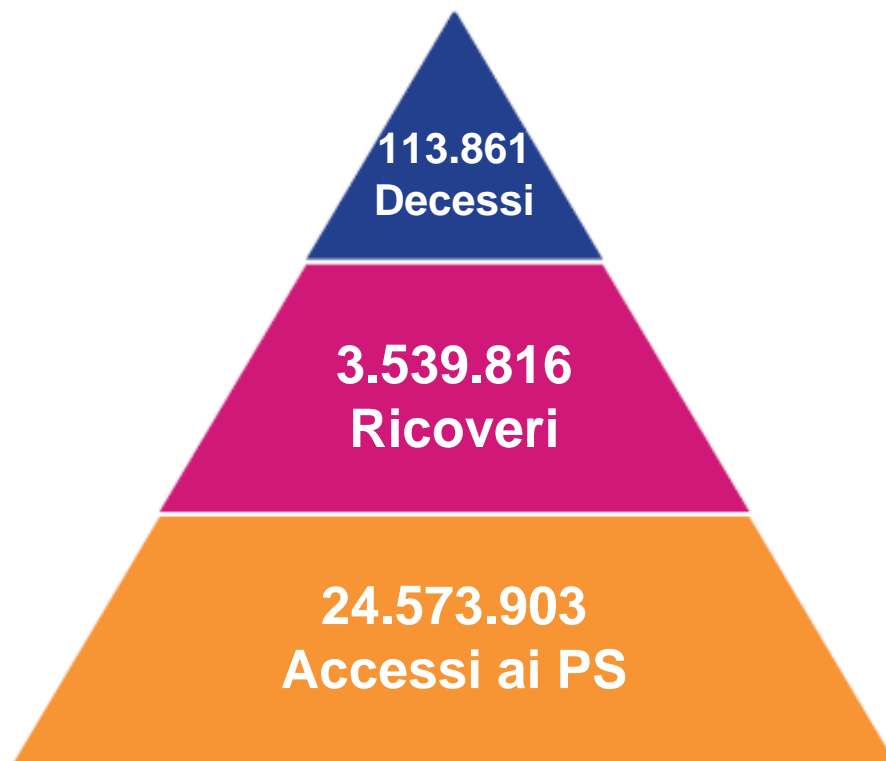 113.861
Decessi
3.539.816
Ricoveri
24.573.903
Accessi ai PS